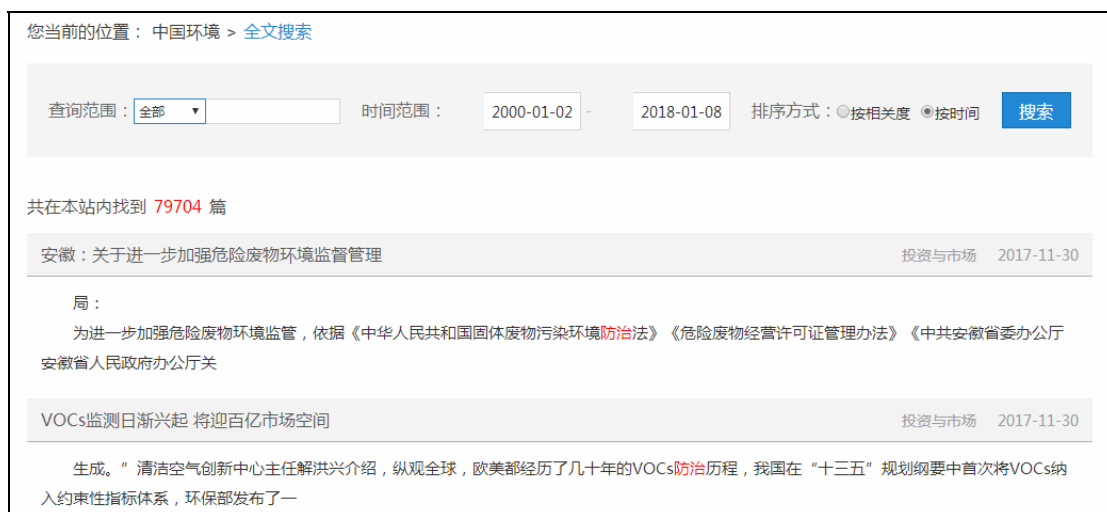 您当前的位置： 中国环境 > 全文搜索
查询范围：全部 ▼ 时间范围： 2000-01-02 - 2018-01-08 排序方式：按相关度 按时间 搜索
共在本站内找到 79704 篇
安徽：关于进一步加强危险废物环境监督管理 投资与市场 2017-11-30
局：
为进一步加强危险废物环境监管，依据《中华人民共和国固体废物污染环境防治法》《危险废物经营许可证管理办法》《中共安徽省委办公厅
安徽省人民政府办公厅关
VOCs监测日渐兴起 将迎百亿市场空间 投资与市场 2017-11-30
生成。”清洁空气创新中心主任解洪兴介绍，纵观全球，欧美都经历了几十年的VOCs防治历程，我国在“十三五”规划纲要中首次将VOCs纳
入约束性指标体系，环保部发布了一